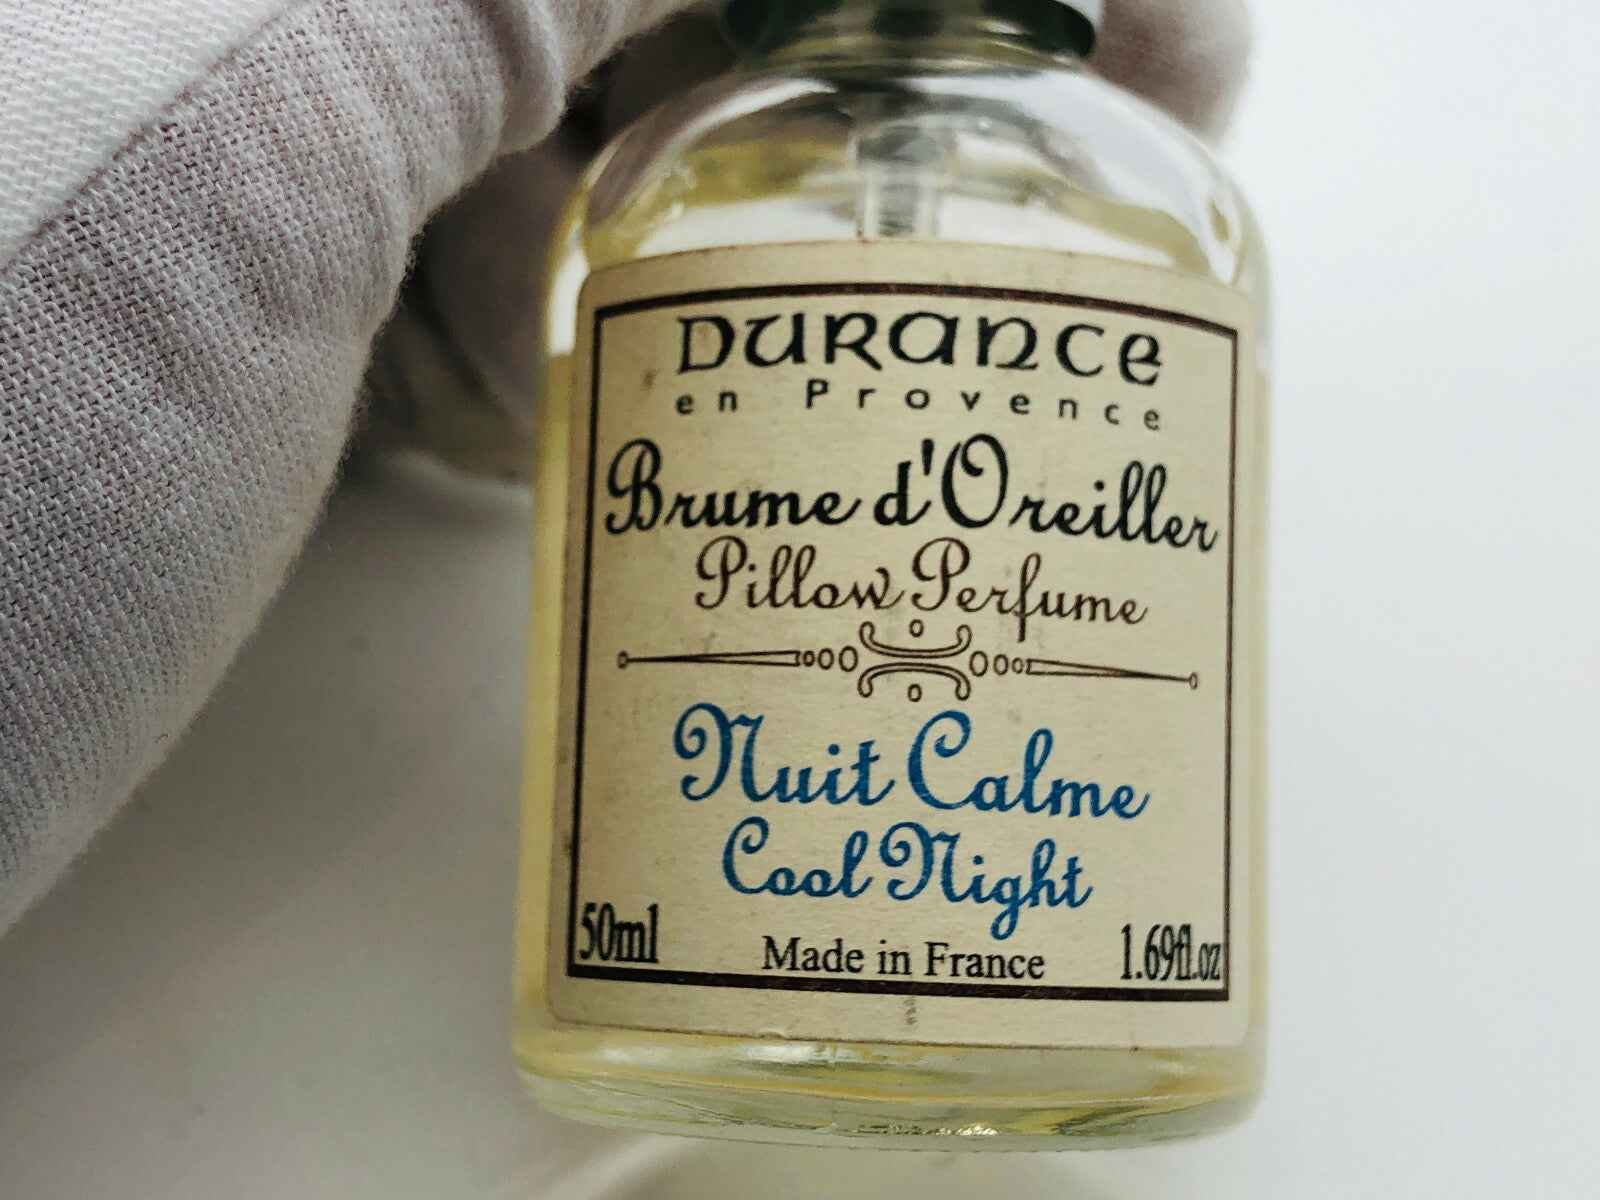 DURANCE
en Provence
Brume d'Oreiller
Pillow Perfume
Nuit Calme
Cool Night
50ml Made in France 1.69fl.oz